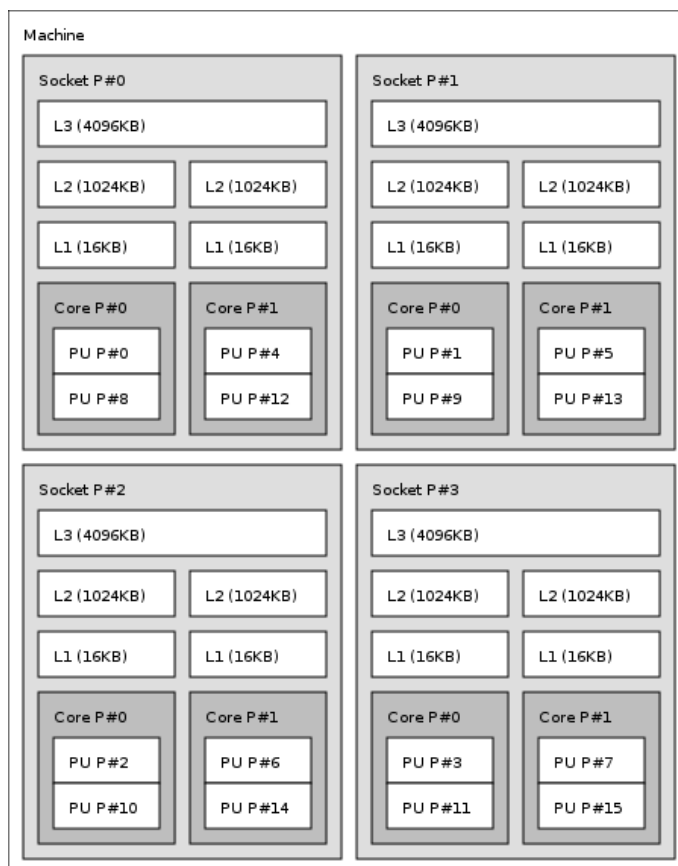 Machine
Socket P#0
L3 (4096KB)
L2 (1024KB)
L2 (1024KB)
L1 (16KB)
L1 (16KB)
Core P#0
PU P#0
PU P#8
Core P#1
PU P#4
PU P#12
Socket P#1
L3 (4096KB)
L2 (1024KB)
L2 (1024KB)
L1 (16KB)
L1 (16KB)
Core P#0
PU P#1
PU P#9
Core P#1
PU P#5
PU P#13
Socket P#2
L3 (4096KB)
L2 (1024KB)
L2 (1024KB)
L1 (16KB)
L1 (16KB)
Core P#0
PU P#2
PU P#10
Core P#1
PU P#6
PU P#14
Socket P#3
L3 (4096KB)
L2 (1024KB)
L2 (1024KB)
L1 (16KB)
L1 (16KB)
Core P#0
PU P#3
PU P#11
Core P#1
PU P#7
PU P#15